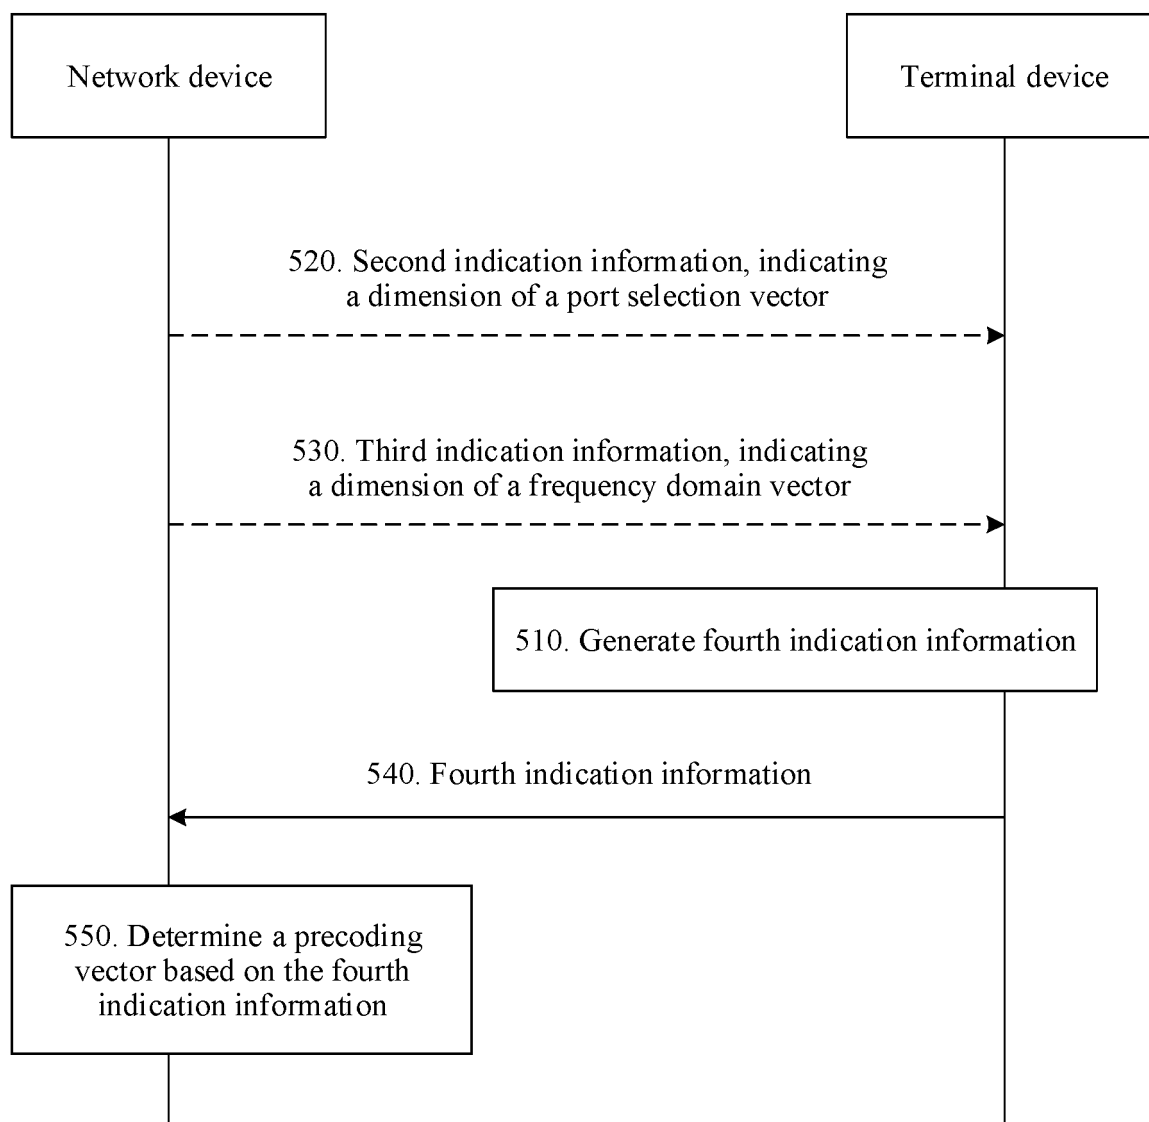 Network device
Terminal device
520. Second indication information, indicating
a dimension of a port selection vector
530. Third indication information, indicating
a dimension of a frequency domain vector
510. Generate fourth indication information
540. Fourth indication information
550. Determine a precoding
vector based on the fourth
indication information